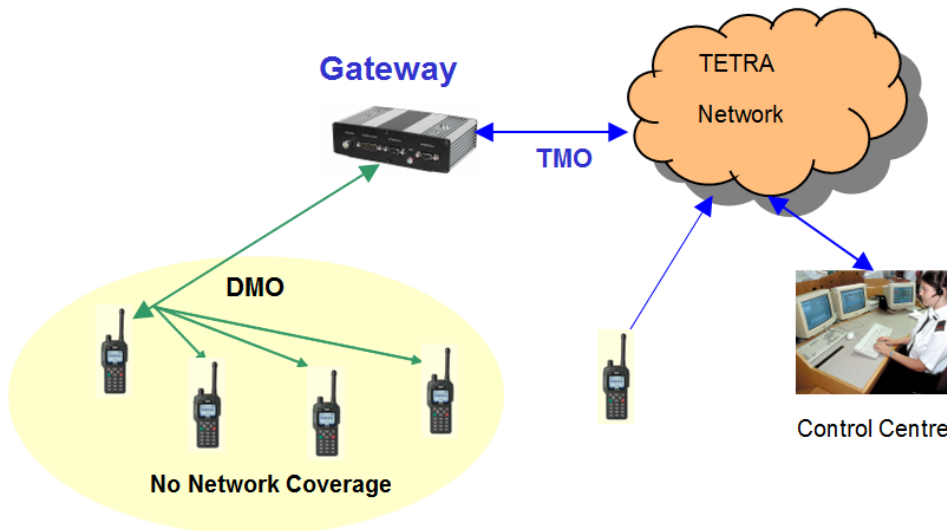 Gateway
TETRA
Network
TMO
DMO
No Network Coverage
Control Centre